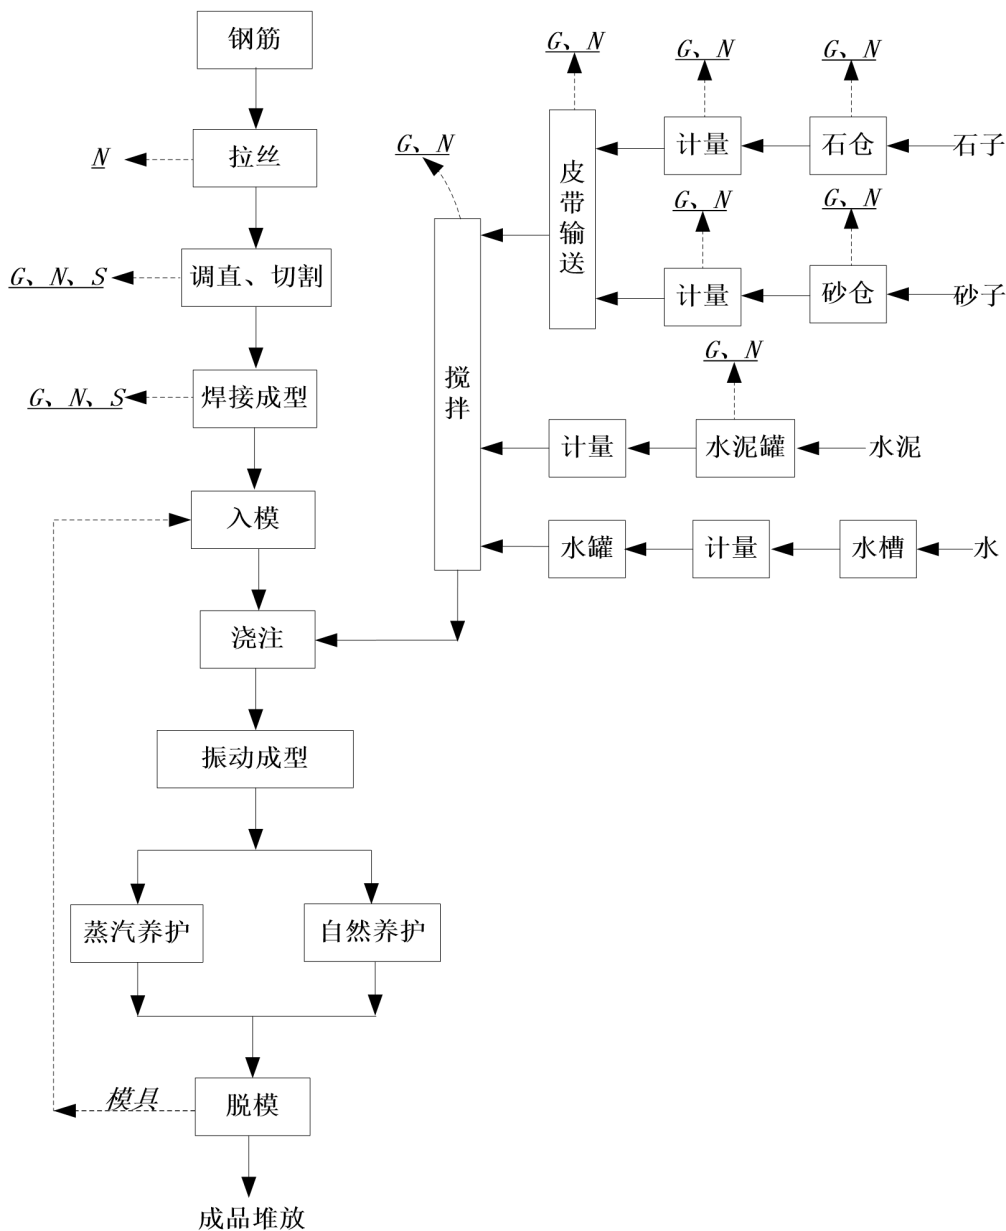 钢筋
拉丝
N
调直、切割
G、N、S
焊接成型
G、N、S
入模
浇注
振动成型
蒸汽养护
自然养护
脱模
模具
成品堆放
G、N
搅拌
G、N
皮带输送
G、N
计量
G、N
石仓
石子
G、N
计量
G、N
砂仓
砂子
计量
G、N
水泥罐
水泥
水罐
计量
水槽
水